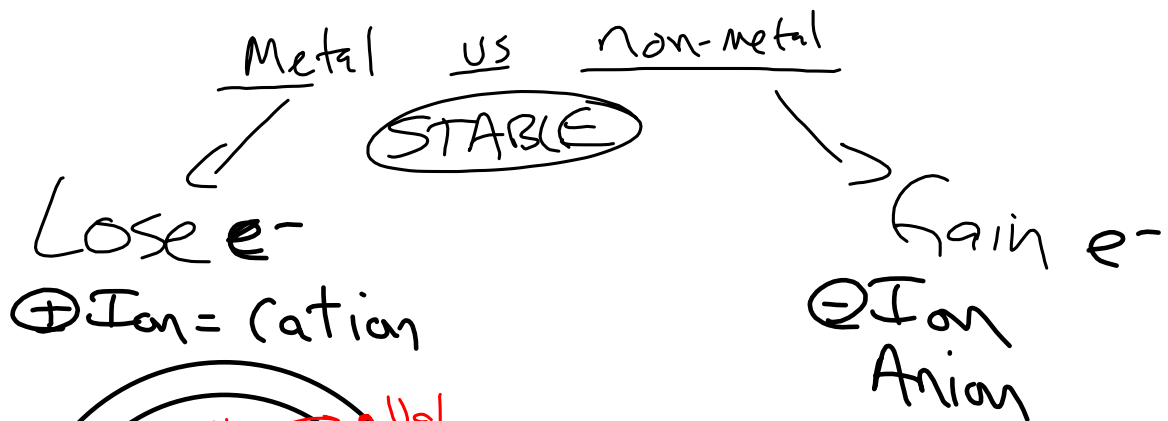 Metal vs non-metal
STABLE
Lose e-
Gain e-
⊕ Ion = Cation
⊖ Ion
Anion